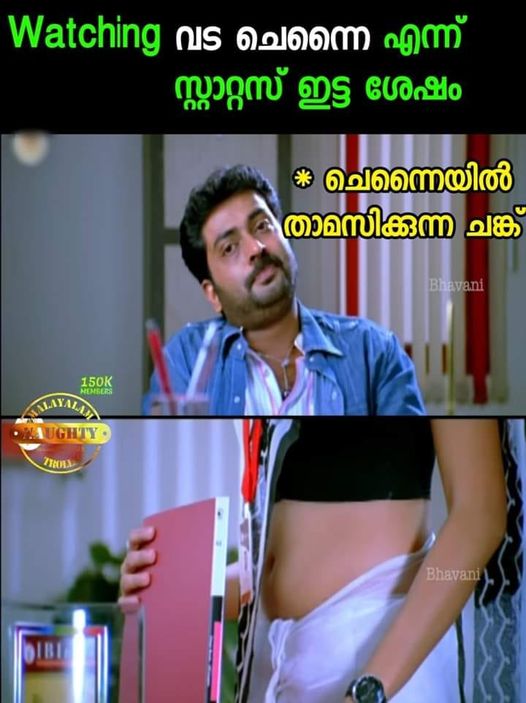 Watching വട ചെന്നൈ എന്ന്
സ്റ്റാറ്റസ് ഇട്ട ശേഷം
* ചെന്നൈയിൽ
താമസിക്കുന്ന ചങ്ക്
Bhavani
150K
MEMBERS
MALAYALAM
NAUGHTY
TROLL
Bhavani